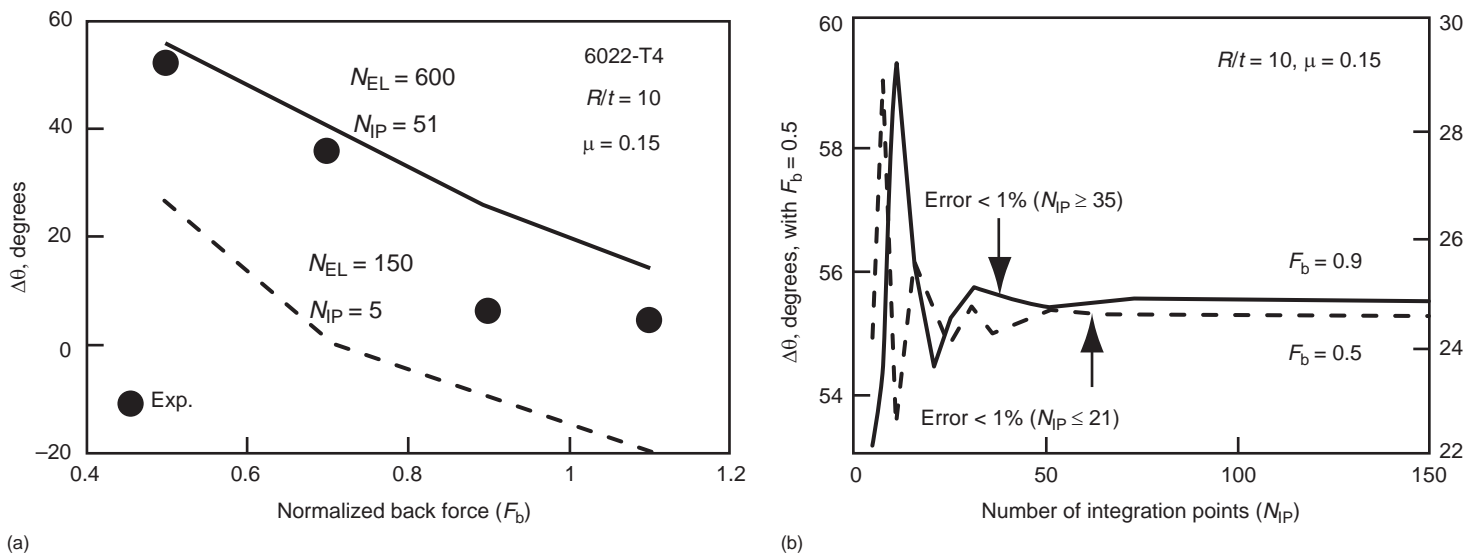 60
40
20
0
–20
0.4
0.6
0.8
1
1.2
Δθ, degrees
Normalized back force (Fb)
NEL = 600
NIP = 51
6022-T4
R/t = 10
μ = 0.15
NEL = 150
NIP = 5
Exp.
(a)
60
58
56
54
30
28
26
24
22
0
50
100
150
Δθ, degrees, with Fb = 0.5
Number of integration points (NIP)
R/t = 10, μ = 0.15
Error < 1% (NIP ≥ 35)
Fb = 0.9
Fb = 0.5
Error < 1% (NIP ≤ 21)
(b)